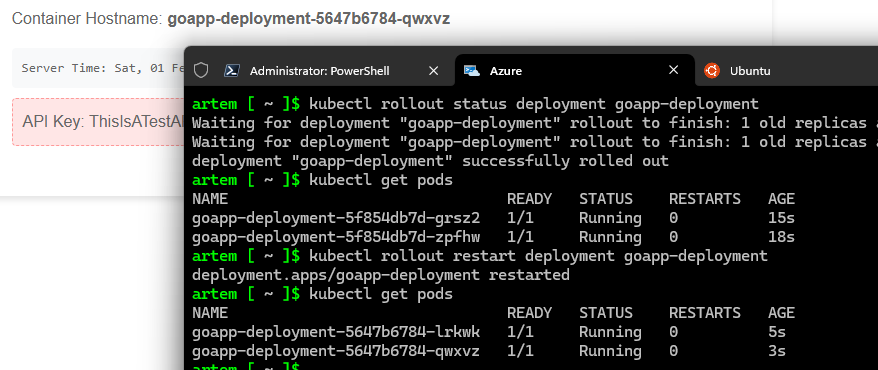 Container Hostname: goapp-deployment-5647b6784-qwxvz
Server Time: Sat, 01 Fe
API Key: ThisIsATestA
Administrator: PowerShell
Azure
Ubuntu
artem [ ~ ]$ kubectl rollout status deployment goapp-deployment
Waiting for deployment "goapp-deployment" rollout to finish: 1 old replicas a
Waiting for deployment "goapp-deployment" rollout to finish: 1 old replicas a
deployment "goapp-deployment" successfully rolled out
artem [ ~ ]$ kubectl get pods
NAME READY STATUS RESTARTS AGE
goapp-deployment-5f854db7d-grsz2 1/1 Running 0 15s
goapp-deployment-5f854db7d-zpfhw 1/1 Running 0 18s
artem [ ~ ]$ kubectl rollout restart deployment goapp-deployment
deployment.apps/goapp-deployment restarted
artem [ ~ ]$ kubectl get pods
NAME READY STATUS RESTARTS AGE
goapp-deployment-5647b6784-lrkwk 1/1 Running 0 5s
goapp-deployment-5647b6784-qwxvz 1/1 Running 0 3s
artem [ ~ ]$